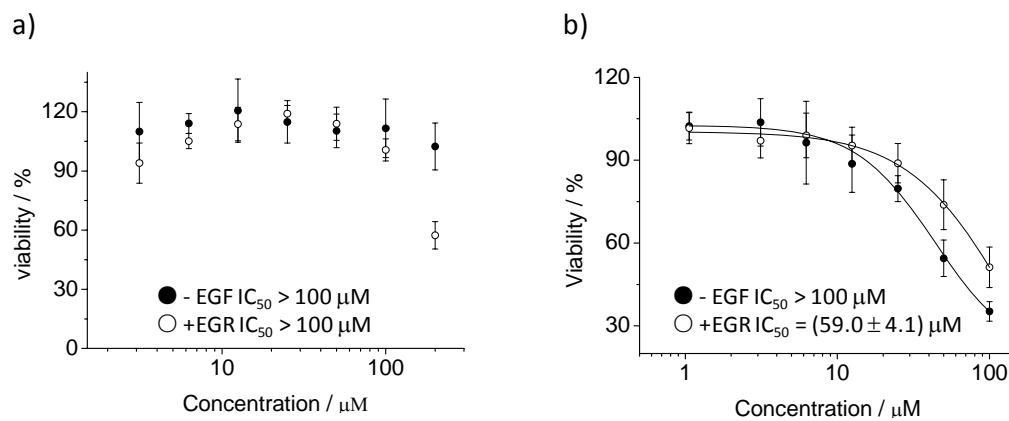 a)
120
90
60
30
0
viability / %
- EGF IC50 > 100 μM
+EGR IC50 > 100 μM
10
100
Concentration / μM
b)
120
90
60
30
Viability / %
- EGF IC50 > 100 μM
+EGR IC50 = (59.0 ± 4.1) μM
1
10
100
Concentration / μM